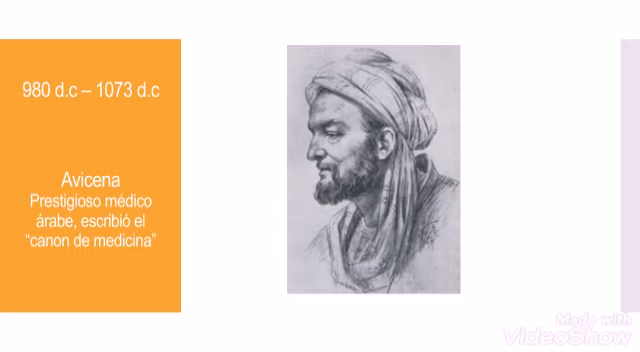 980 d.c – 1073 d.c
Avicena
Prestigioso médico
árabe, escribió el
“canon de medicina”
Made with
VideoShow